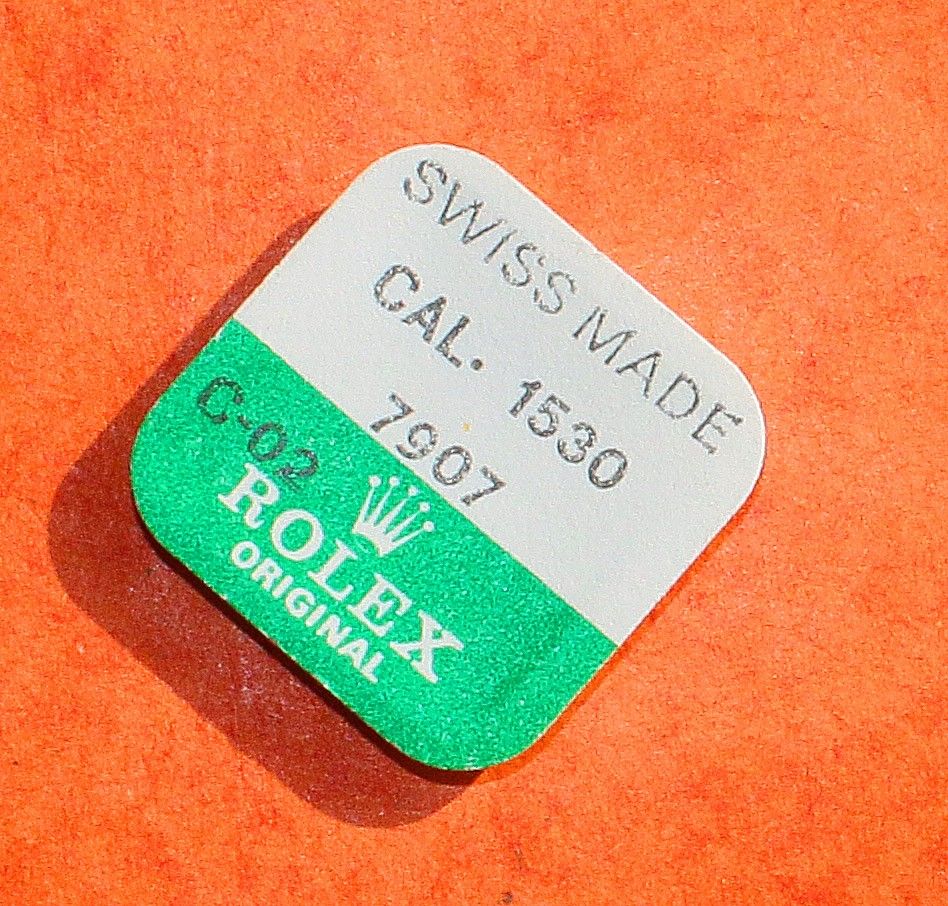 SWISS MADE
CAL. 1530
7907
C-02
ROLEX
ORIGINAL